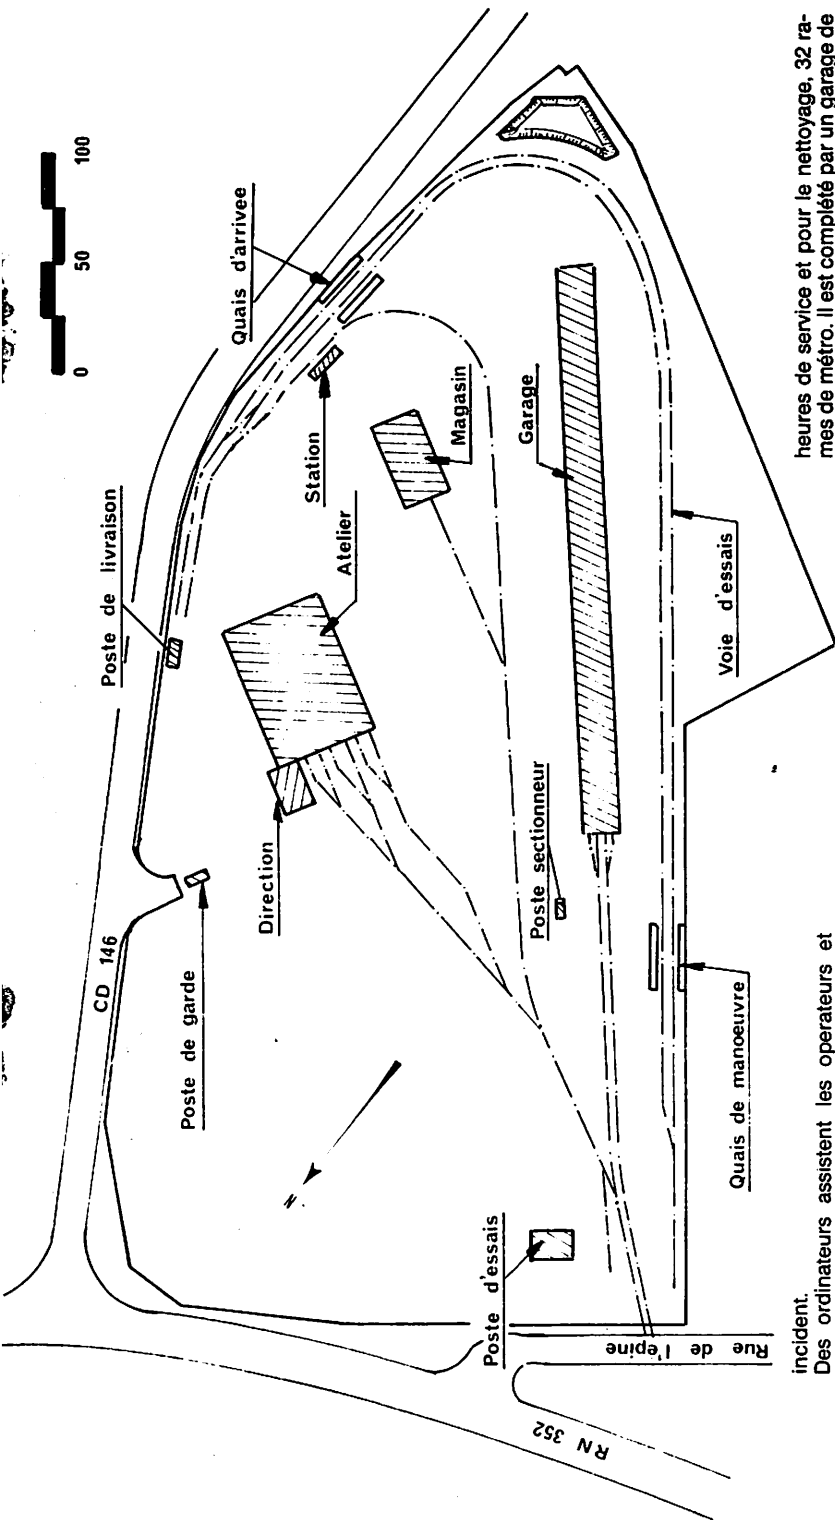 0 50 100
Quais d'arrivee
Poste de livraison
Station
Magasin
Atelier
Garage
Direction
Poste de garde
CD 146
N
Poste sectionneur
Voie d'essais
Quais de manoeuvre
Poste d'essais
Rue de l'epine
RN 352
incident.
Des ordinateurs assistent les operateurs et
heures de service et pour le nettoyage, 32 ra-
mes de métro. Il est complété par un garage de